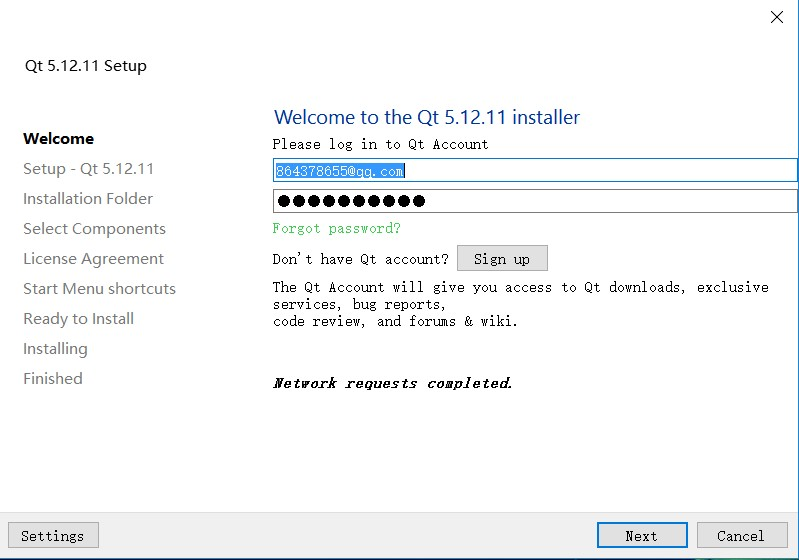 Qt 5.12.11 Setup
Welcome
Setup - Qt 5.12.11
Installation Folder
Select Components
License Agreement
Start Menu shortcuts
Ready to Install
Installing
Finished
Welcome to the Qt 5.12.11 installer
Please log in to Qt Account
864378655@qq.com
●●●●●●●●●●
Forgot password?
Don't have Qt account? Sign up
The Qt Account will give you access to Qt downloads, exclusive
services, bug reports,
code review, and forums & wiki.
Network requests completed.
Settings Next Cancel